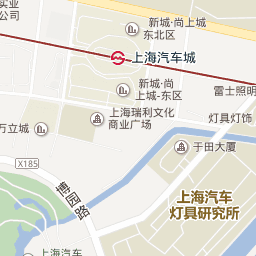 实业
公司
新城·尚上城
东北区
上海汽车城
新城·尚
上城-东区
雷士照明
上海瑞利文化
商业广场
灯具灯饰
万立城
于田大厦
X185
博园路
上海汽车
灯具研究所
上海汽车